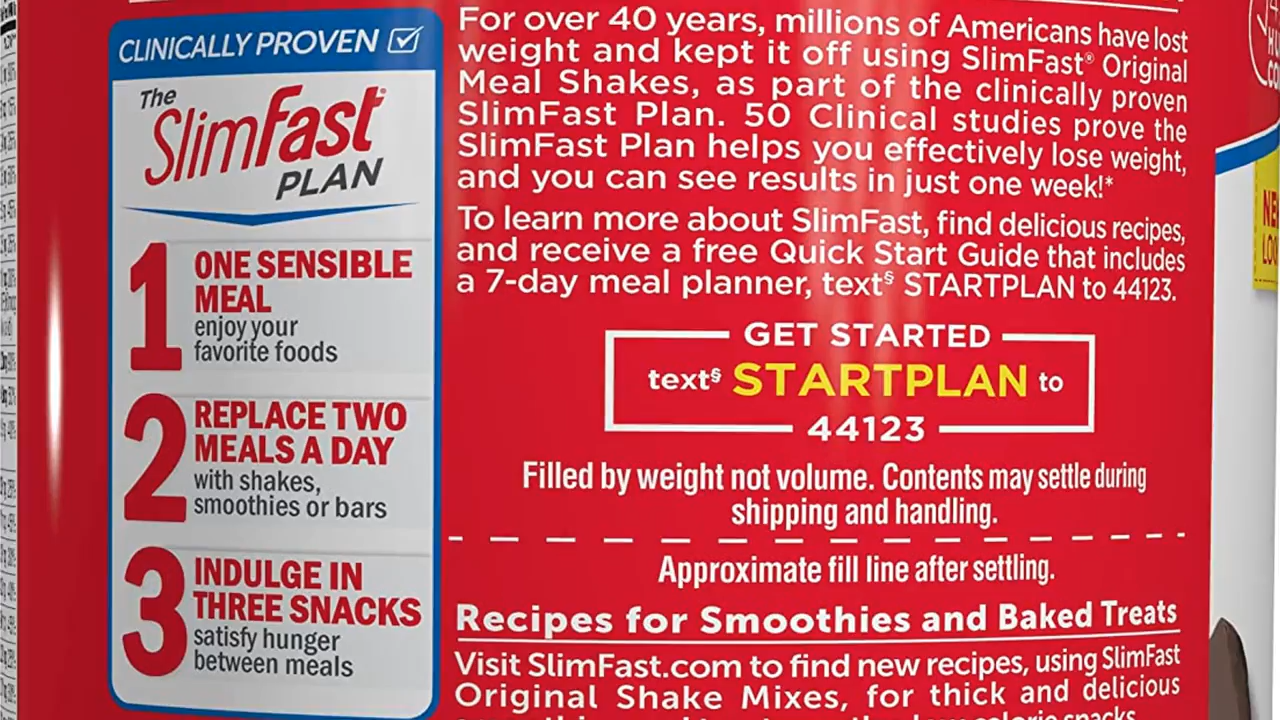 CLINICALLY PROVEN
The
SlimFast
PLAN
1
ONE SENSIBLE
MEAL
enjoy your
favorite foods
2
REPLACE TWO
MEALS A DAY
with shakes,
smoothies or bars
3
INDULGE IN
THREE SNACKS
satisfy hunger
between meals
For over 40 years, millions of Americans have lost
weight and kept it off using SlimFast® Original
Meal Shakes, as part of the clinically proven
SlimFast Plan. 50 Clinical studies prove the
SlimFast Plan helps you effectively lose weight,
and you can see results in just one week!*
To learn more about SlimFast, find delicious recipes,
and receive a free Quick Start Guide that includes
a 7-day meal planner, text§ STARTPLAN to 44123.
GET STARTED
text§ STARTPLAN to
44123
Filled by weight not volume. Contents may settle during
shipping and handling.
Approximate fill line after settling.
Recipes for Smoothies and Baked Treats
Visit SlimFast.com to find new recipes, using SlimFast
Original Shake Mixes, for thick and delicious